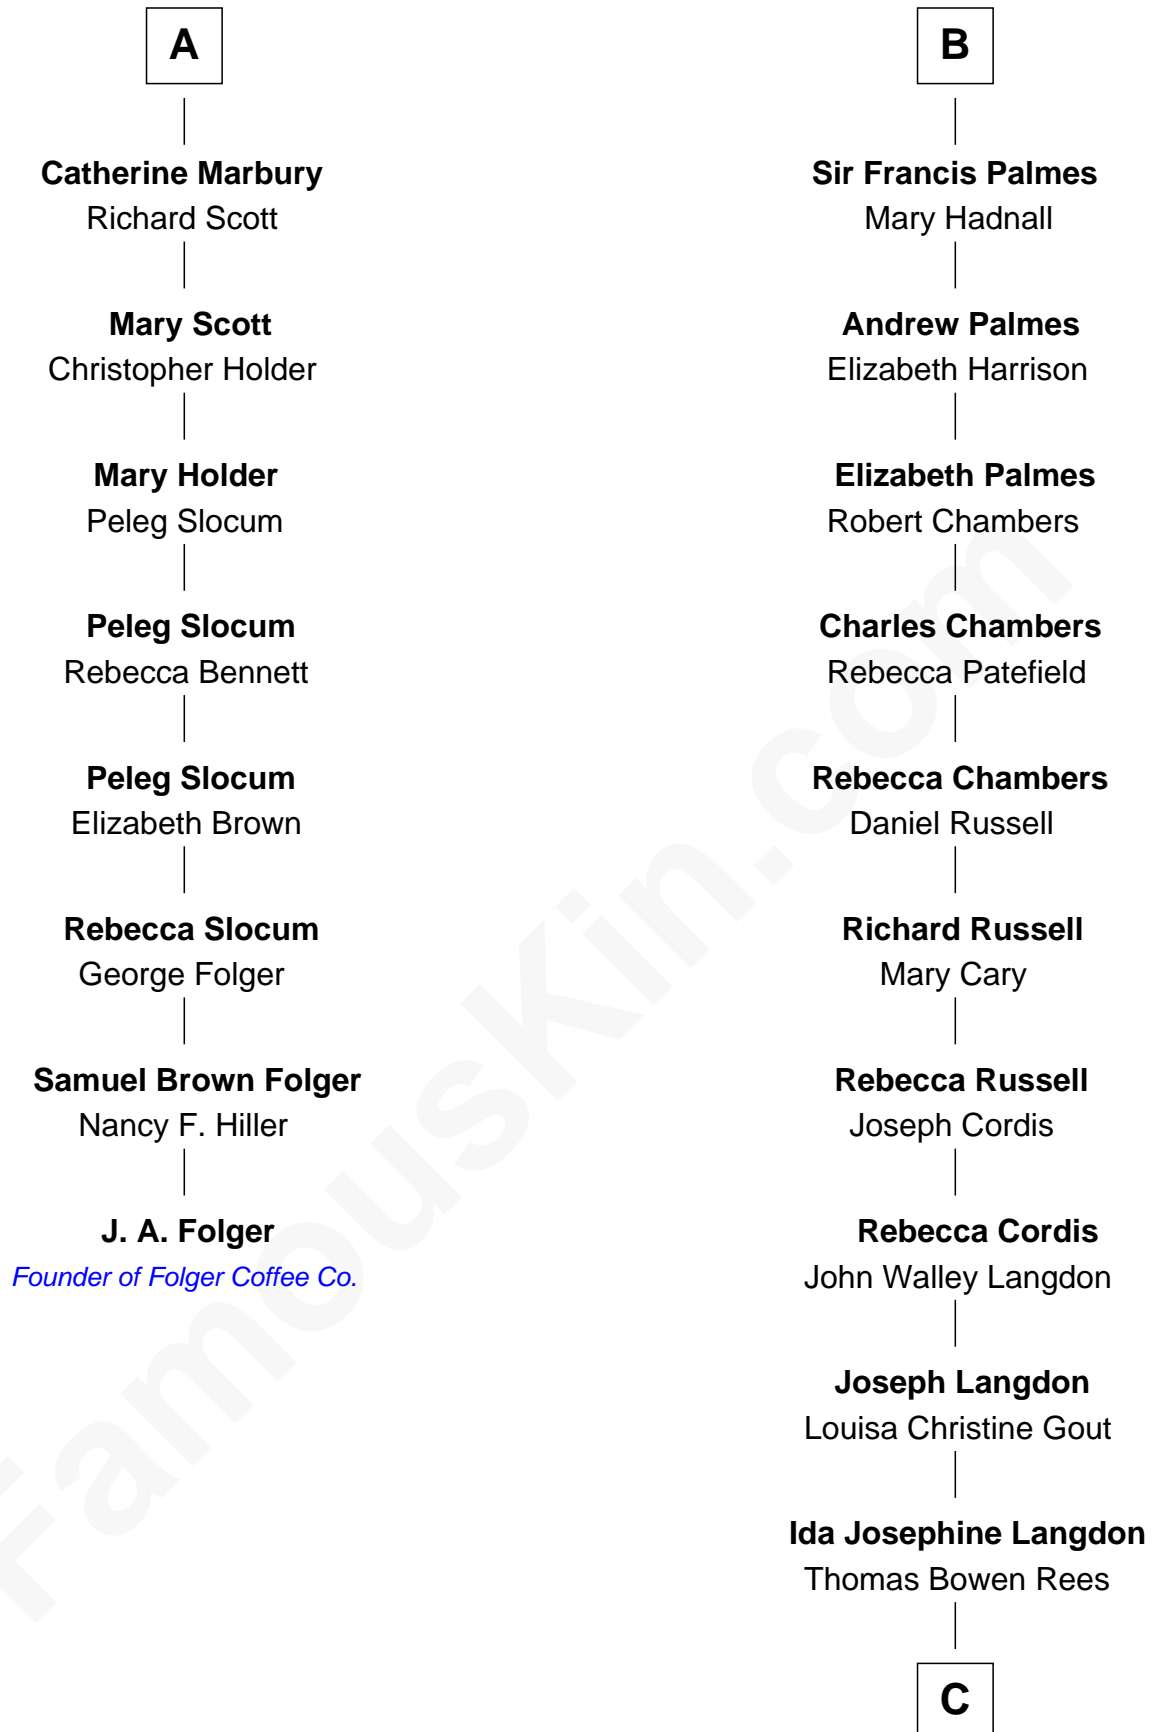 A
Catherine Marbury
Richard Scott
Mary Scott
Christopher Holder
Mary Holder
Peleg Slocum
Peleg Slocum
Rebecca Bennett
Peleg Slocum
Elizabeth Brown
Rebecca Slocum
George Folger
Samuel Brown Folger
Nancy F. Hiller
J. A. Folger
Founder of Folger Coffee Co.
B
Sir Francis Palmes
Mary Hadnall
Andrew Palmes
Elizabeth Harrison
Elizabeth Palmes
Robert Chambers
Charles Chambers
Rebecca Patefield
Rebecca Chambers
Daniel Russell
Richard Russell
Mary Cary
Rebecca Russell
Joseph Cordis
Rebecca Cordis
John Walley Langdon
Joseph Langdon
Louisa Christine Gout
Ida Josephine Langdon
Thomas Bowen Rees
C
FamousKin.com